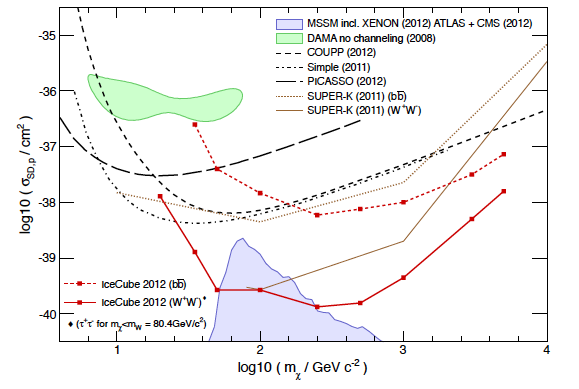 -35
-36
-37
-38
-39
-40
log10 ( σSD,p / cm² )
MSSM incl. XENON (2012) ATLAS + CMS (2012)
DAMA no channeling (2008)
COUPP (2012)
Simple (2011)
PICASSO (2012)
SUPER-K (2011) (bb̅)
SUPER-K (2011) (W⁺W⁻)
IceCube 2012 (bb̅)
IceCube 2012 (W⁺W⁻)♦
♦ (τ⁺τ⁻ for mχ<mW = 80.4GeV/c²)
1 2 3 4
log10 ( mχ / GeV c⁻² )